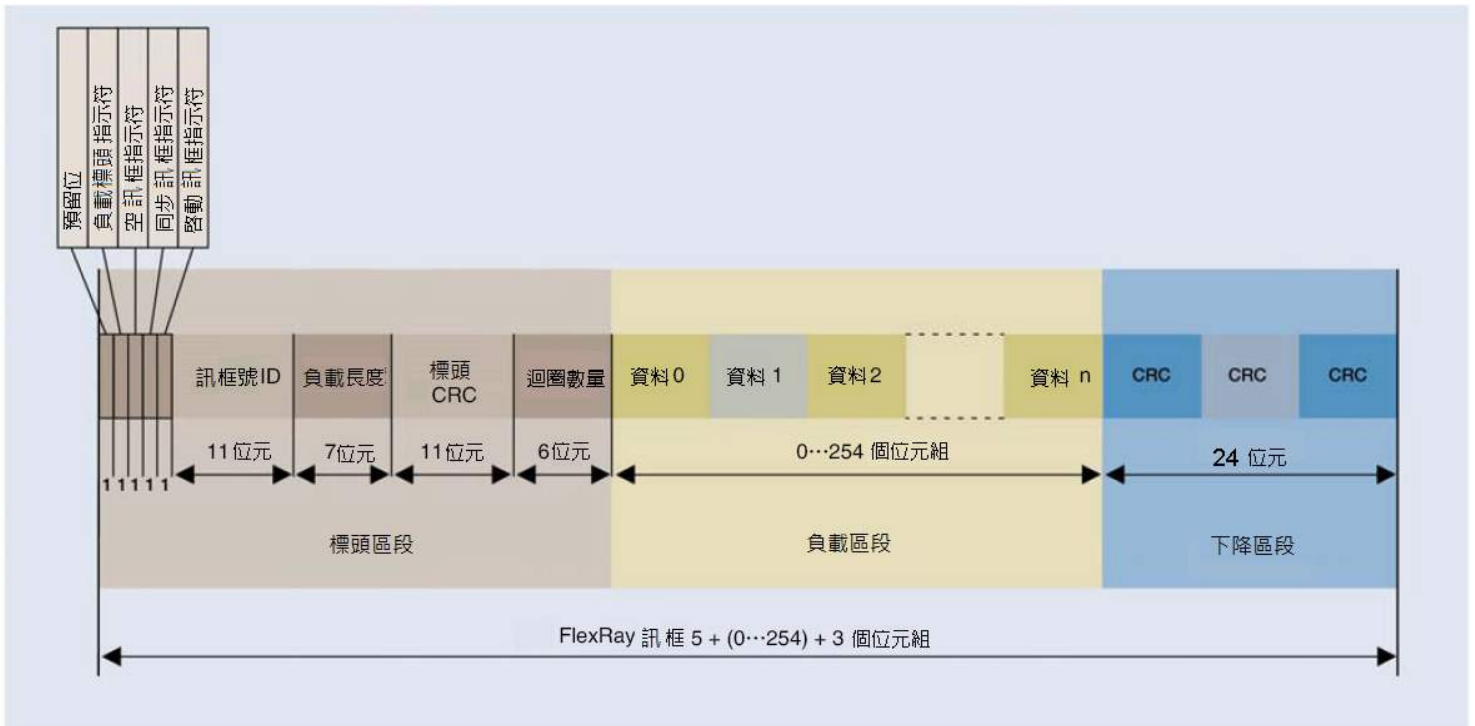 預留位
負載標頭指示符
空訊框指示符
同步訊框指示符
啓動訊框指示符
訊框號ID
負載長度
標頭
CRC
迴圈數量
資料0
資料 1
資料2
資料 n
CRC
CRC
CRC
11位元
7位元
11位元
6位元
0…254 個位元組
24 位元
1 1 1 1 1
標頭區段
負載區段
下降區段
FlexRay 訊框 5 + (0…254) + 3 個位元組